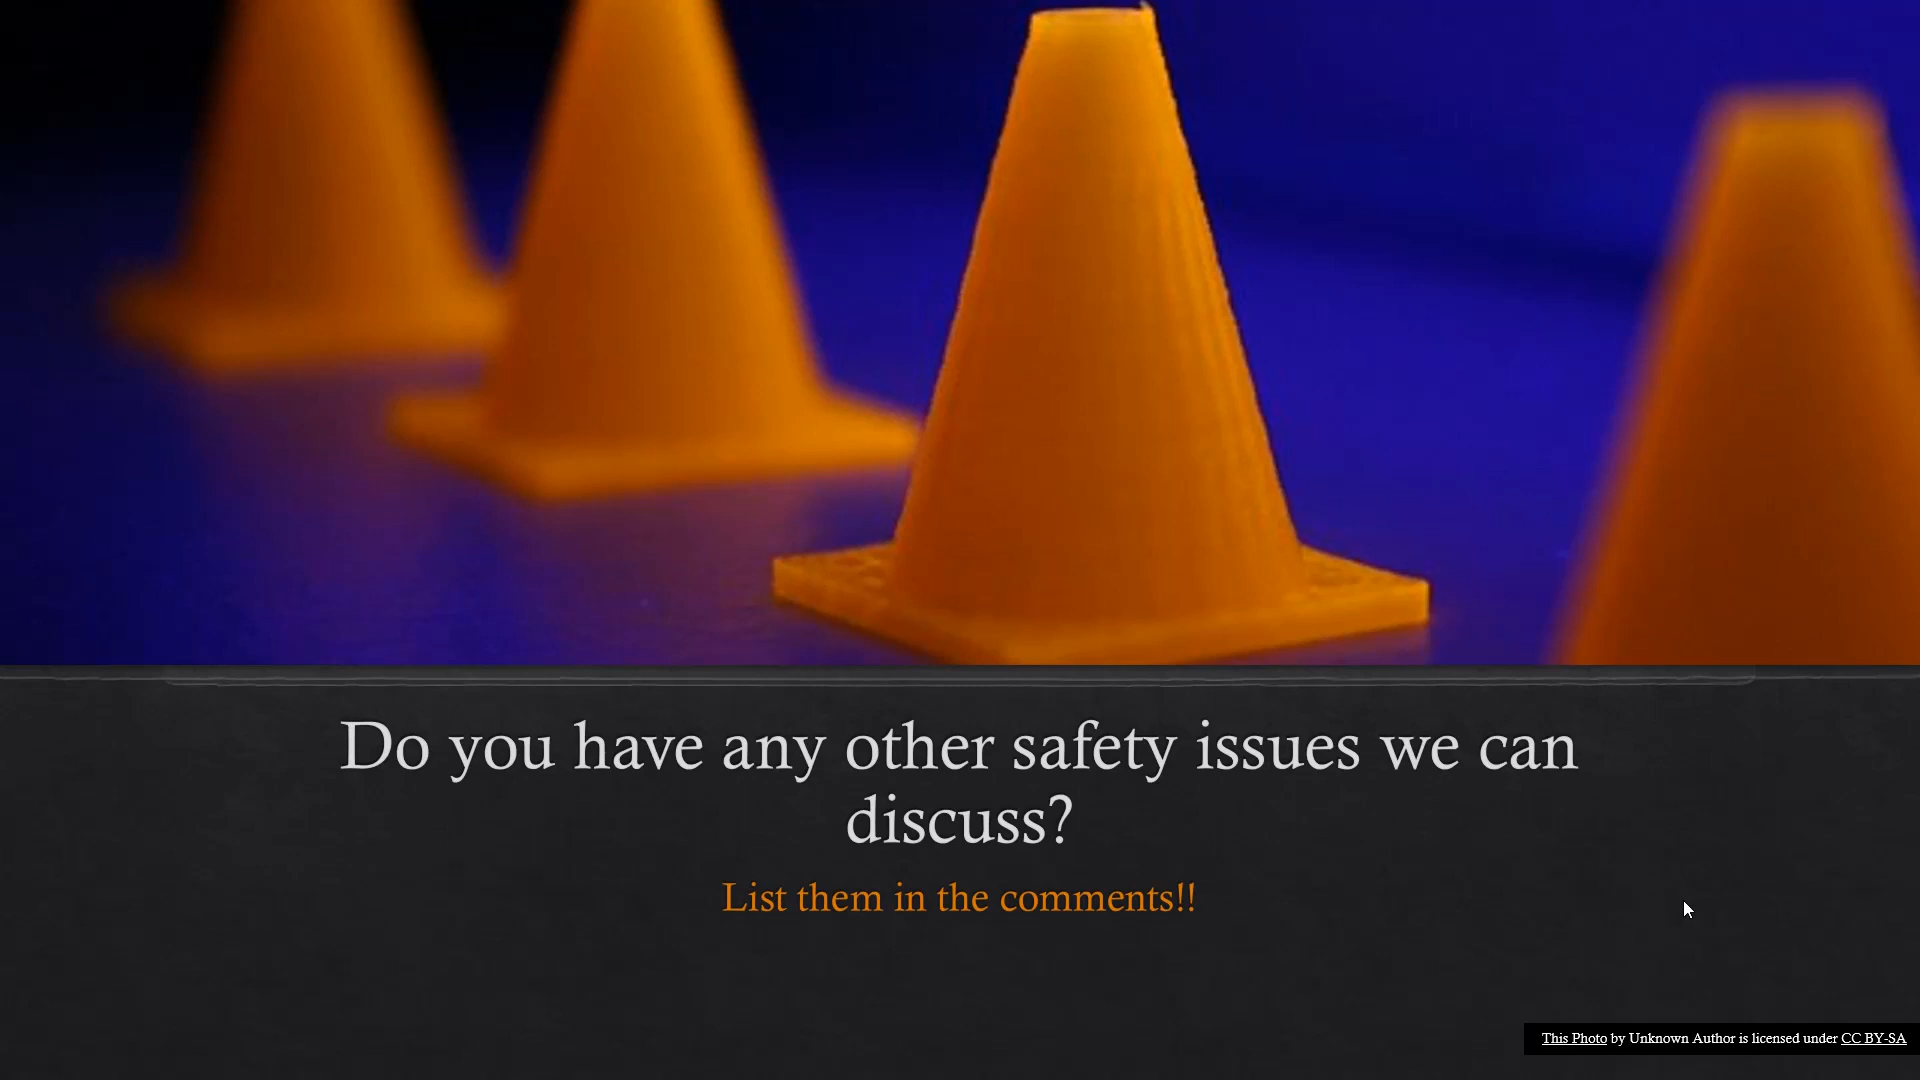 Do you have any other safety issues we can
discuss?
List them in the comments!!
This Photo by Unknown Author is licensed under CC BY-SA